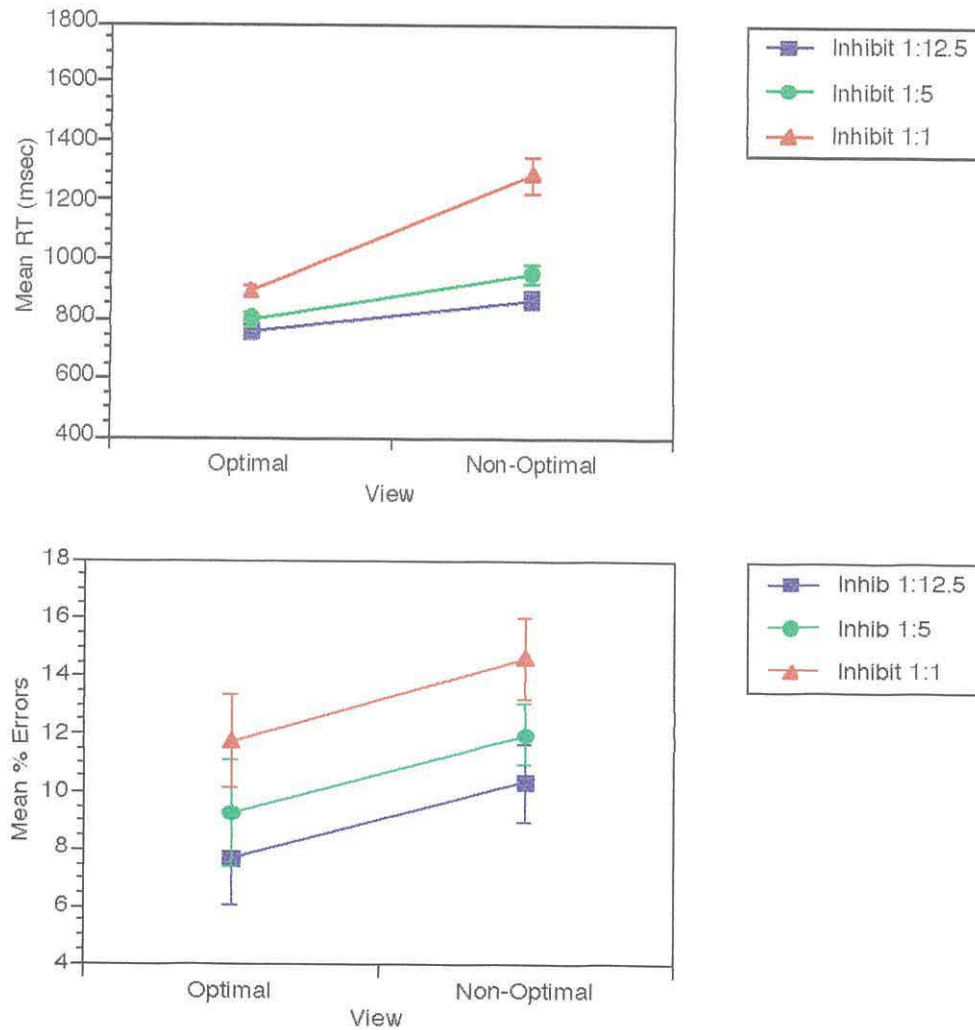 1800
1600
1400
1200
1000
800
600
400
Mean RT (msec)
Optimal
Non-Optimal
View
Inhibit 1:12.5
Inhibit 1:5
Inhibit 1:1
18
16
14
12
10
8
6
4
Mean % Errors
Optimal
Non-Optimal
View
Inhib 1:12.5
Inhib 1:5
Inhibit 1:1